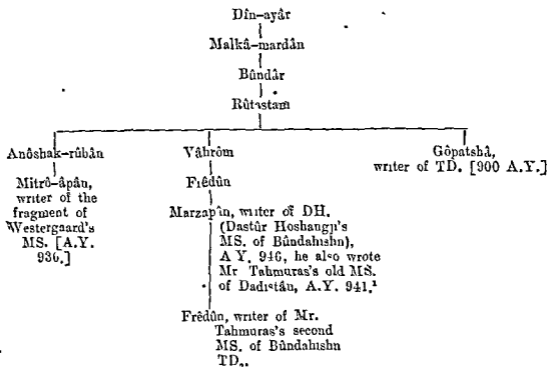 Dîn-ayâr
Malkâ-mardân
Bûndâr
Rûtastam
Anôshak-rûbân Vâhrôm Gôpatshâ,
writer of TD. [900 A.Y.]
Mitrô-âpân, Fredûn
writer of the
fragment of Marzapân, writer of DH.
Westergaard's (Dastûr Hoshangji's
MS. [A.Y. MS. of Bûndahishn),
936.] A Y. 946, he also wrote
Mr Tahmuras's old MS.
of Dadistân, A.Y. 941.¹
Frêdûn, writer of Mr.
Tahmuras's second
MS. of Bûndahishn
TD₂.